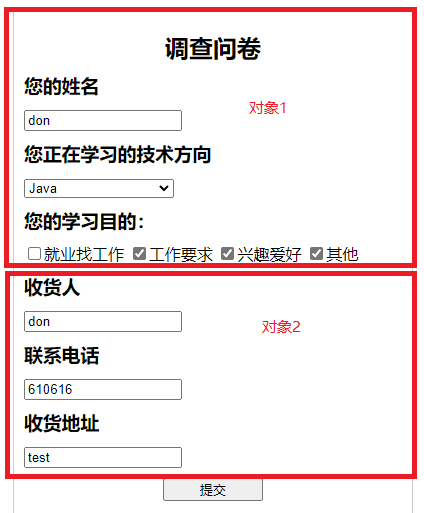 调查问卷
您的姓名
对象1
don
您正在学习的技术方向
Java
您的学习目的：
就业找工作 工作要求 兴趣爱好 其他
收货人
don
对象2
联系电话
610616
收货地址
test
提交